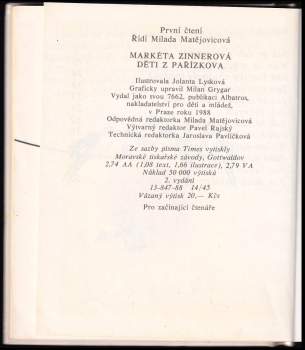 První čtení
Řídí Milada Matějovicová
MARKÉTA ZINNEROVÁ
DĚTI Z PAŘÍZKOVA
Ilustrovala Jolanta Lysková
Graficky upravil Milan Grygar
Vydal jako svou 7662. publikaci Albatros,
nakladatelství pro děti a mládež,
v Praze roku 1988
Odpovědná redaktorka Milada Matějovicová
Výtvarný redaktor Pavel Rajský
Technická redaktorka Jaroslava Pavlíčková
Ze sazby písma Times vytiskly
Moravské tiskařské závody, Gottwaldov
2,74 AA (1,08 text, 1,66 ilustrace), 2,79 VA
Náklad 50 000 výtisků
2. vydání
13-847-88 14/45
Vázaný výtisk 20,— Kčs
Pro začínající čtenáře